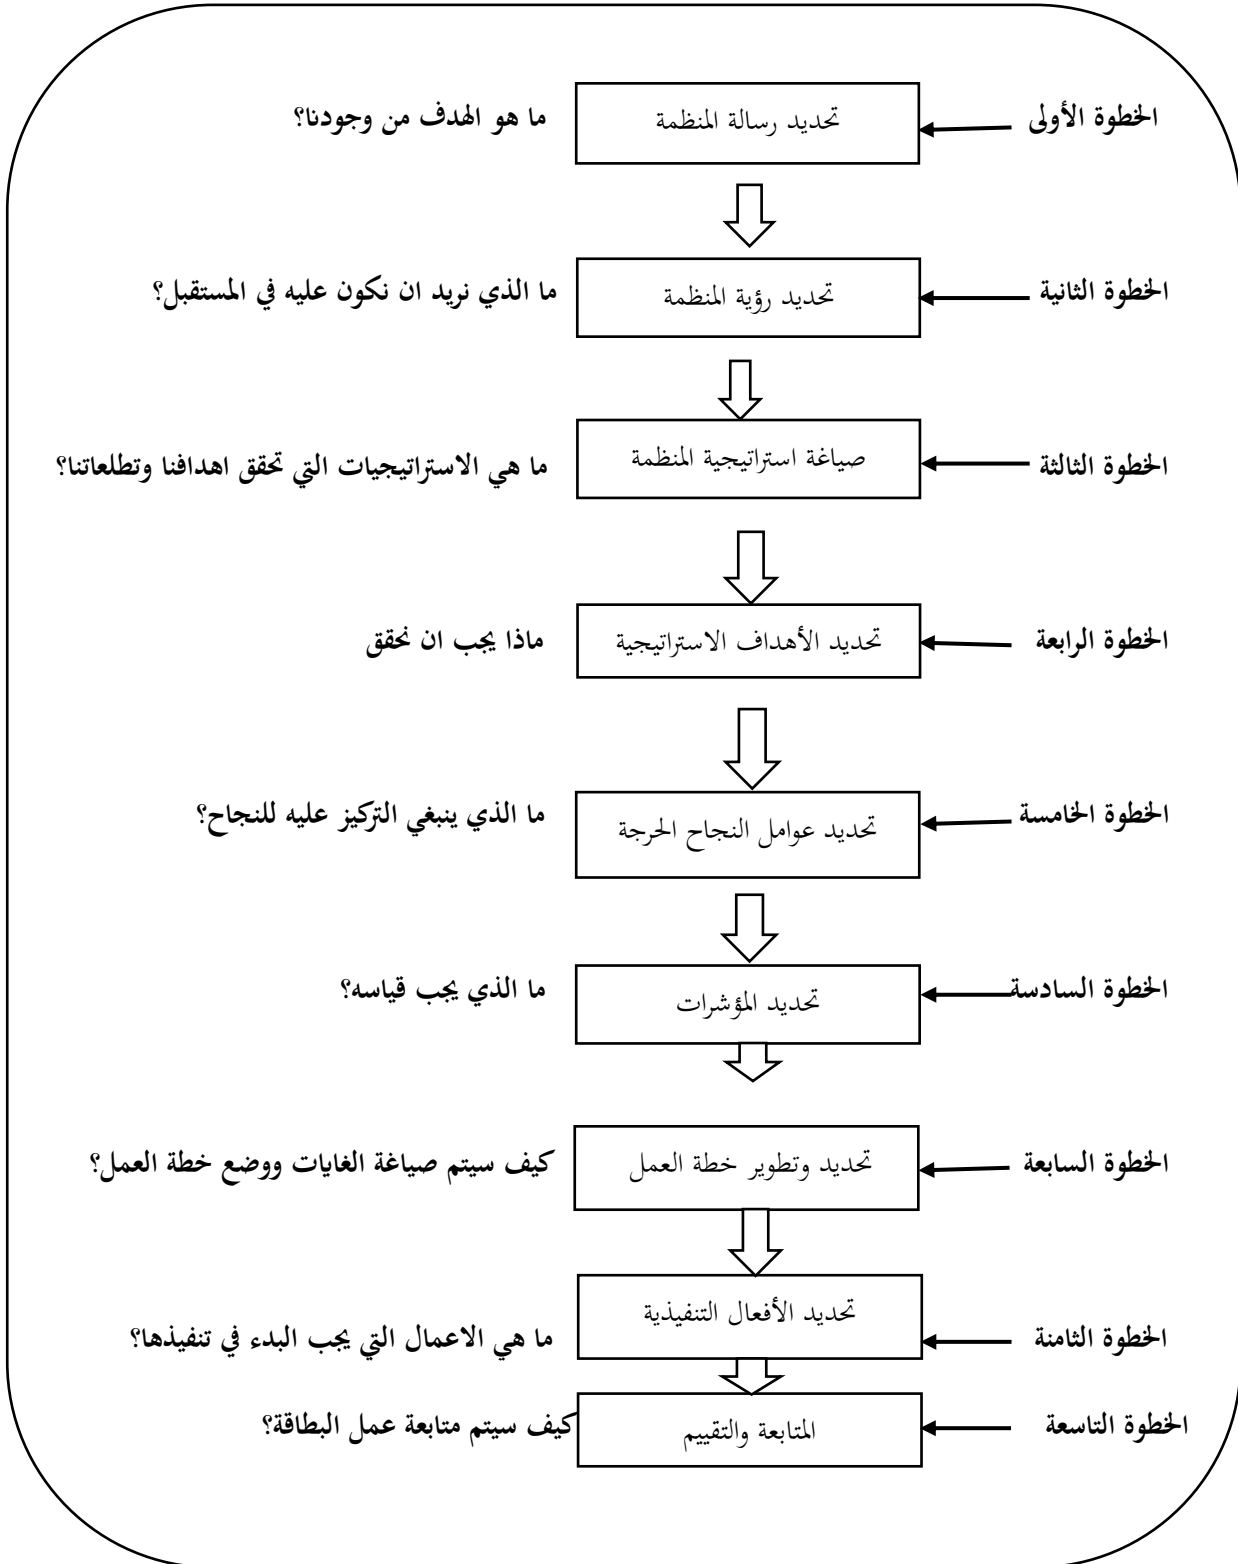 الخطوة الأولى
تحديد رسالة المنظمة
ما هو الهدف من وجودنا؟
الخطوة الثانية
تحديد رؤية المنظمة
ما الذي نريد ان نكون عليه في المستقبل؟
الخطوة الثالثة
صياغة استراتيجية المنظمة
ما هي الاستراتيجيات التي تحقق اهدافنا وتطلعاتنا؟
الخطوة الرابعة
تحديد الأهداف الاستراتيجية
ماذا يجب ان نحقق
الخطوة الخامسة
تحديد عوامل النجاح الحرجة
ما الذي ينبغي التركيز عليه للنجاح؟
الخطوة السادسة
تحديد المؤشرات
ما الذي يجب قياسه؟
الخطوة السابعة
تحديد وتطوير خطة العمل
كيف سيتم صياغة الغايات ووضع خطة العمل؟
الخطوة الثامنة
تحديد الأفعال التنفيذية
ما هي الاعمال التي يجب البدء في تنفيذها؟
الخطوة التاسعة
المتابعة والتقييم
كيف سيتم متابعة عمل البطاقة؟